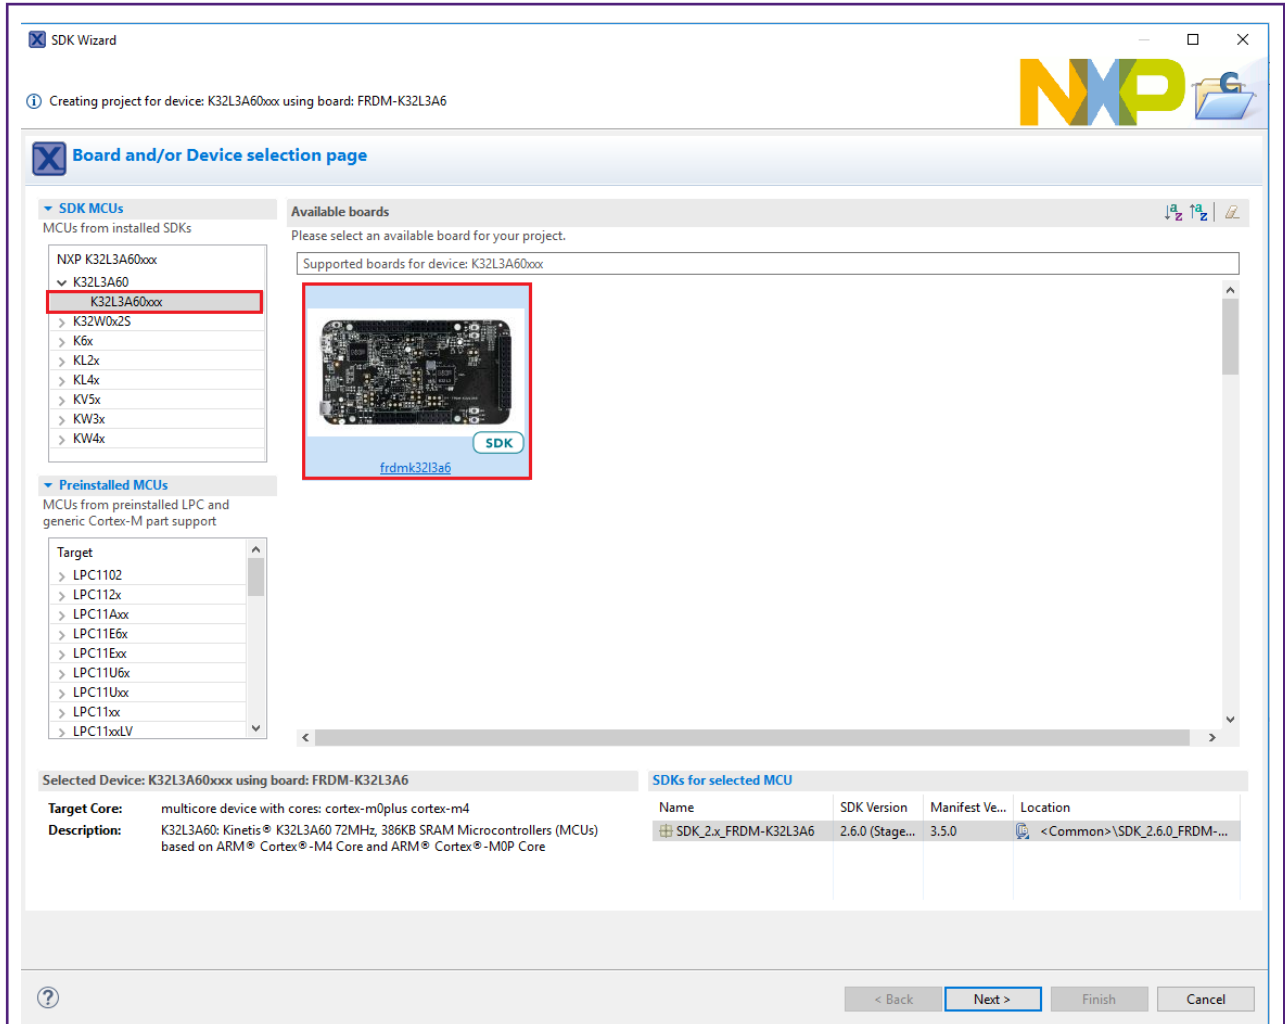 SDK Wizard
Creating project for device: K32L3A60xxx using board: FRDM-K32L3A6
NXP
Board and/or Device selection page
SDK MCUs
MCUs from installed SDKs
NXP K32L3A60xxx
K32L3A60
K32L3A60xxx
K32W0x2S
K6x
KL2x
KL4x
KV5x
KW3x
KW4x
Preinstalled MCUs
MCUs from preinstalled LPC and
generic Cortex-M part support
Target
LPC1102
LPC112x
LPC11Axx
LPC11E6x
LPC11Exx
LPC11U6x
LPC11Uxx
LPC11xx
LPC11xxLV
Available boards
Please select an available board for your project.
Supported boards for device: K32L3A60xxx
SDK
frdmk32l3a6
Selected Device: K32L3A60xxx using board: FRDM-K32L3A6
Target Core: multicore device with cores: cortex-m0plus cortex-m4
Description: K32L3A60: Kinetis® K32L3A60 72MHz, 386KB SRAM Microcontrollers (MCUs)
based on ARM® Cortex®-M4 Core and ARM® Cortex®-M0P Core
SDKs for selected MCU
Name SDK Version Manifest Ve... Location
SDK_2.x_FRDM-K32L3A6 2.6.0 (Stage... 3.5.0 <Common>\SDK_2.6.0_FRDM-...
< Back Next > Finish Cancel